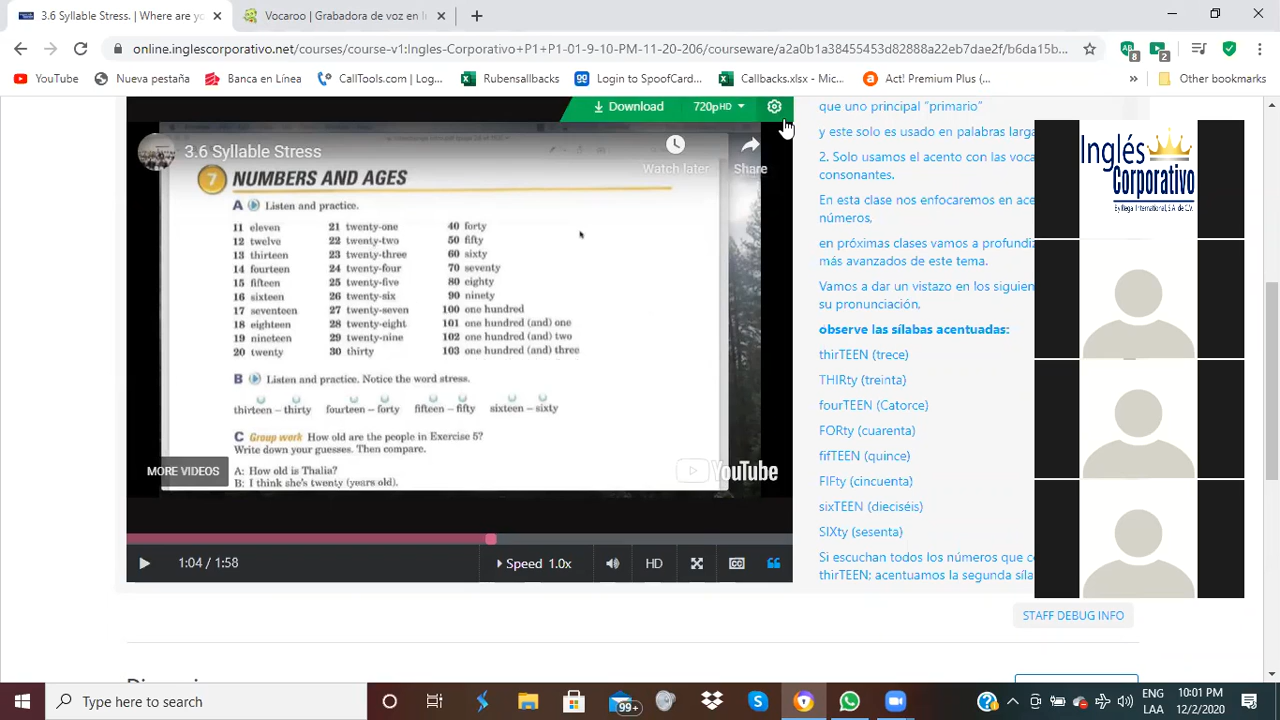 3.6 Syllable Stress. | Where are yo
Vocaroo | Grabadora de voz en In
online.inglescorporativo.net/courses/course-v1:Ingles-Corporativo+P1+P1-01-9-10-PM-11-20-206/courseware/a2a0b1a38455453d82888a22eb7dae2f/b6da15b...
8
2
YouTube
Nueva pestaña
Banca en Línea
CallTools.com | Log...
Rubensallbacks
Login to SpoofCard...
Callbacks.xlsx - Mic...
Act! Premium Plus (...
»
Other bookmarks
Download
720pHD
3.6 Syllable Stress
Watch later
Share
7 NUMBERS AND AGES
A Listen and practice.
11 eleven
12 twelve
13 thirteen
14 fourteen
15 fifteen
16 sixteen
17 seventeen
18 eighteen
19 nineteen
20 twenty
21 twenty-one
22 twenty-two
23 twenty-three
24 twenty-four
25 twenty-five
26 twenty-six
27 twenty-seven
28 twenty-eight
29 twenty-nine
30 thirty
40 forty
50 fifty
60 sixty
70 seventy
80 eighty
90 ninety
100 one hundred
101 one hundred (and) one
102 one hundred (and) two
103 one hundred (and) three
B Listen and practice. Notice the word stress.
thirteen – thirty fourteen – forty fifteen – fifty sixteen – sixty
C Group work How old are the people in Exercise 5?
Write down your guesses. Then compare.
A: How old is Thalia?
B: I think she's twenty (years old).
MORE VIDEOS
YouTube
1:04 / 1:58
Speed 1.0x
HD
que uno principal "primario"
y este solo es usado en palabras larga
2. Solo usamos el acento con las voca
consonantes.
En esta clase nos enfocaremos en ace
números,
en próximas clases vamos a profundiz
más avanzados de este tema.
Vamos a dar un vistazo en los siguien
su pronunciación,
observe las sílabas acentuadas:
thirTEEN (trece)
THIRty (treinta)
fourTEEN (Catorce)
FORty (cuarenta)
fifTEEN (quince)
FIFty (cincuenta)
sixTEEN (dieciséis)
SIXty (sesenta)
Si escuchan todos los números que c
thirTEEN; acentuamos la segunda síla
Inglés
Corporativo
STAFF DEBUG INFO
Type here to search
99+
ENG
LAA
10:01 PM
12/2/2020